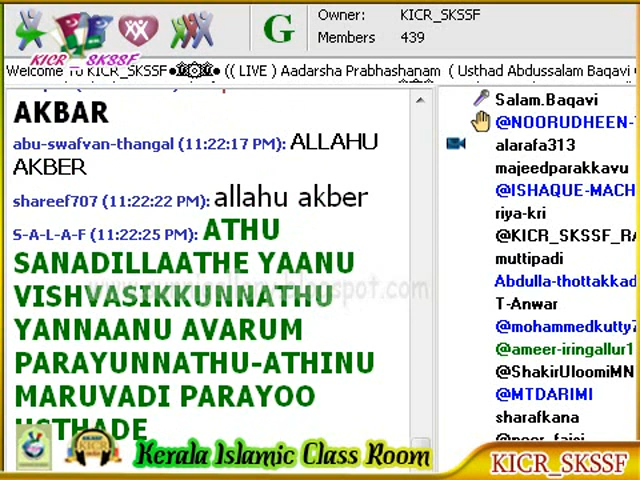 Owner: KICR_SKSSF
G
Members 439
KICR_SKSSF
Welcome To KICR_SKSSF (( LIVE ) Aadarsha Prabhashanam ( Usthad Abdussalam Baqavi
AKBAR
abu-swafvan-thangal (11:22:17 PM): ALLAHU
AKBER
shareef707 (11:22:22 PM): allahu akber
S-A-L-A-F (11:22:25 PM): ATHU
SANADILLAATHE YAANU
VISHVASIKKUNNATHU
YANNAANU AVARUM
PARAYUNNATHU-ATHINU
MARUVADI PARAYOO
USTHADE
Salam.Baqavi
@NOORUDHEEN-
alarafa313
majeedparakkavu
@ISHAQUE-MACH
riya-kri
@KICR_SKSSF_RA
muttipadi
Abdulla-thottakkad
T-Anwar
@mohammedkutty
@ameer-iringallur1
@ShakirUloomiMN
@MTDARIMI
sharafkana
@noor_faisi
Kerala Islamic Class Room
KICR_SKSSF